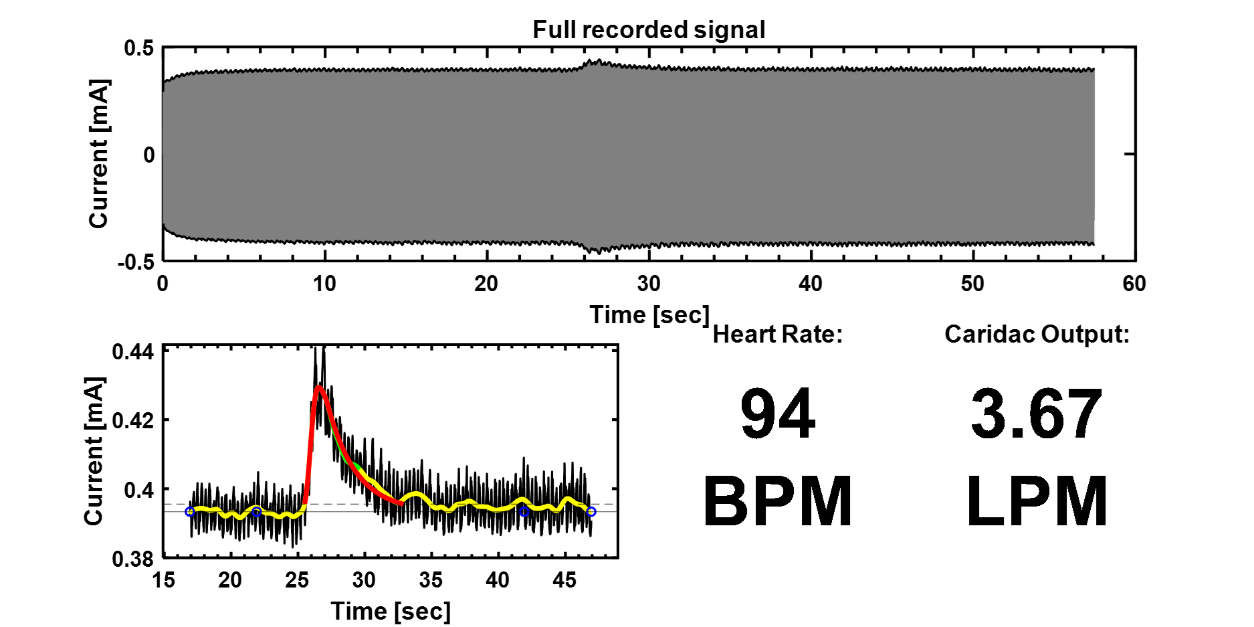 Full recorded signal
0.5
0
-0.5
Current [mA]
0 10 20 30 40 50 60
Time [sec]
Heart Rate: Caridac Output:
94 3.67
BPM LPM
0.44
0.42
0.4
0.38
Current [mA]
15 20 25 30 35 40 45
Time [sec]